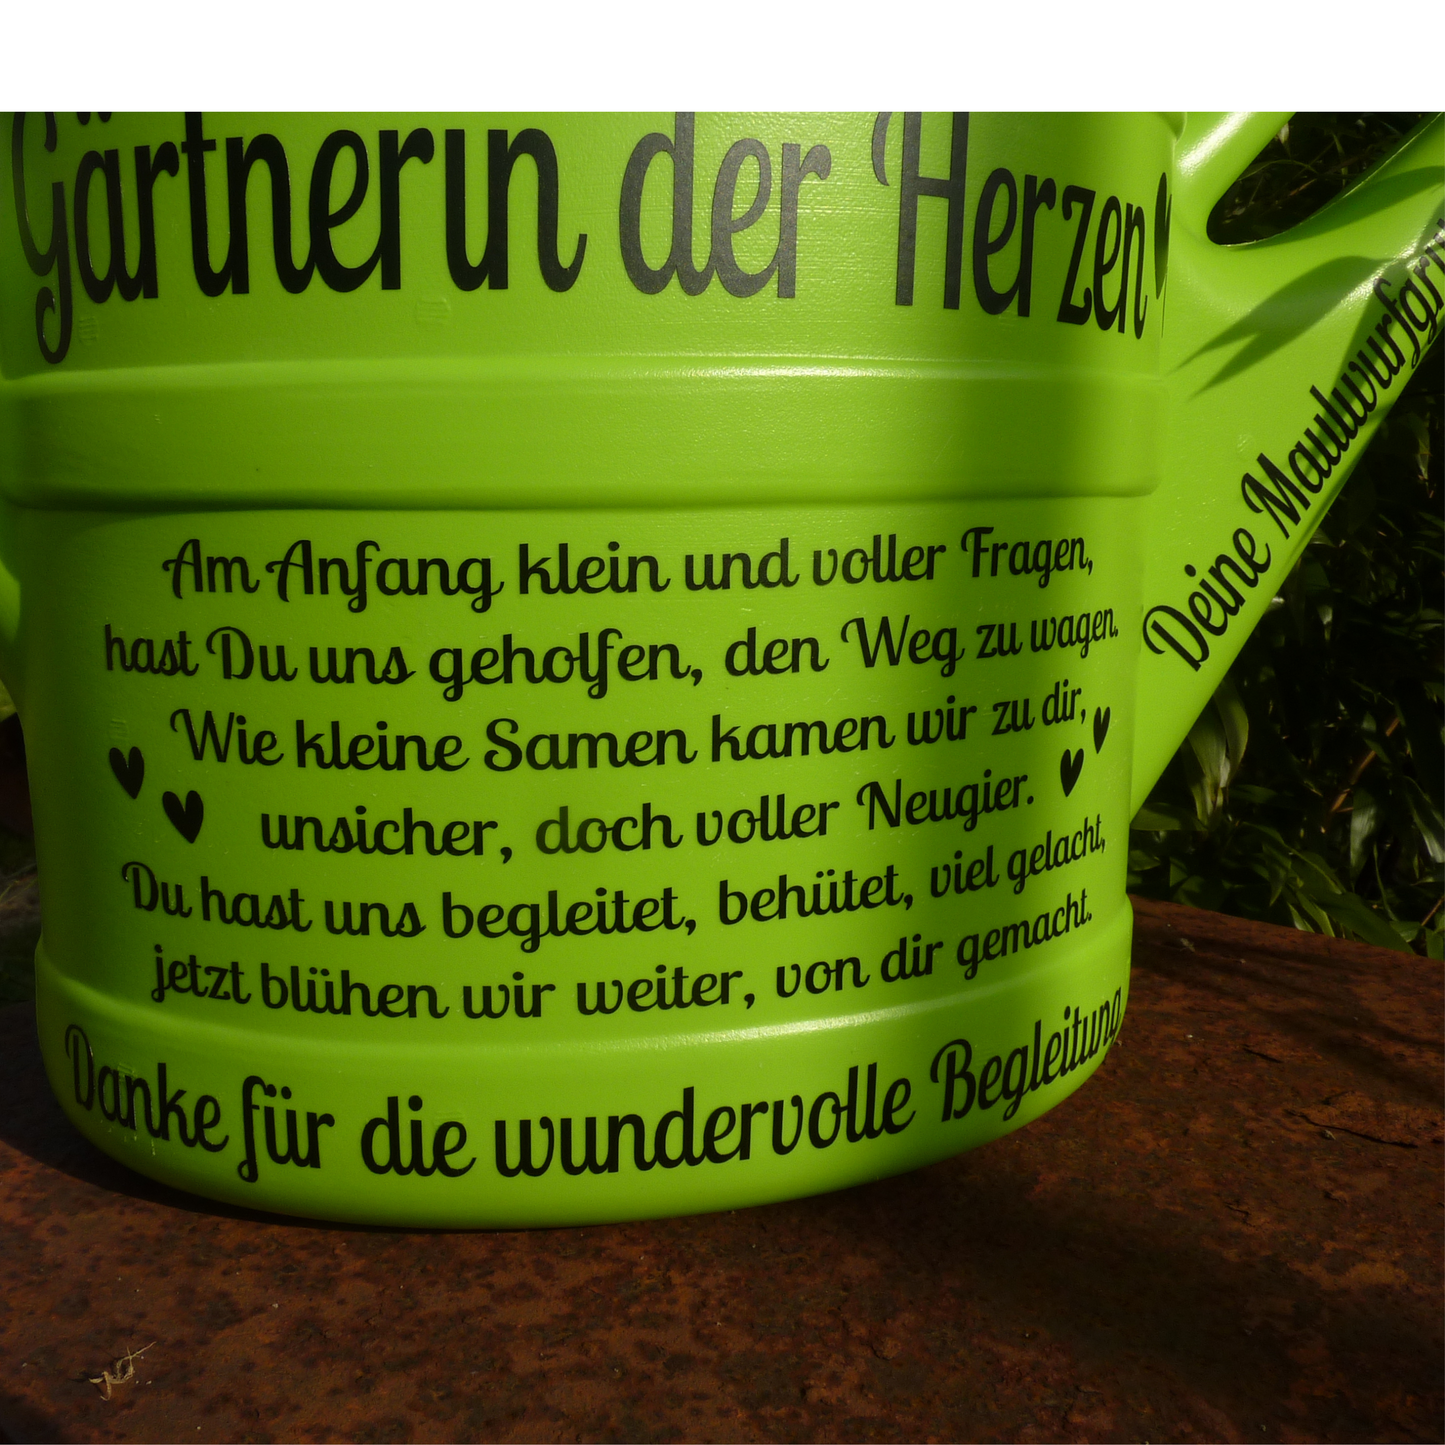 Gärtnerin der Herzen
Am Anfang klein und voller Fragen,
hast Du uns geholfen, den Weg zu wagen.
Wie kleine Samen kamen wir zu dir,
unsicher, doch voller Neugier.
Du hast uns begleitet, behütet, viel gelacht,
jetzt blühen wir weiter, von dir gemacht.
Danke für die wundervolle Begleitung
Deine